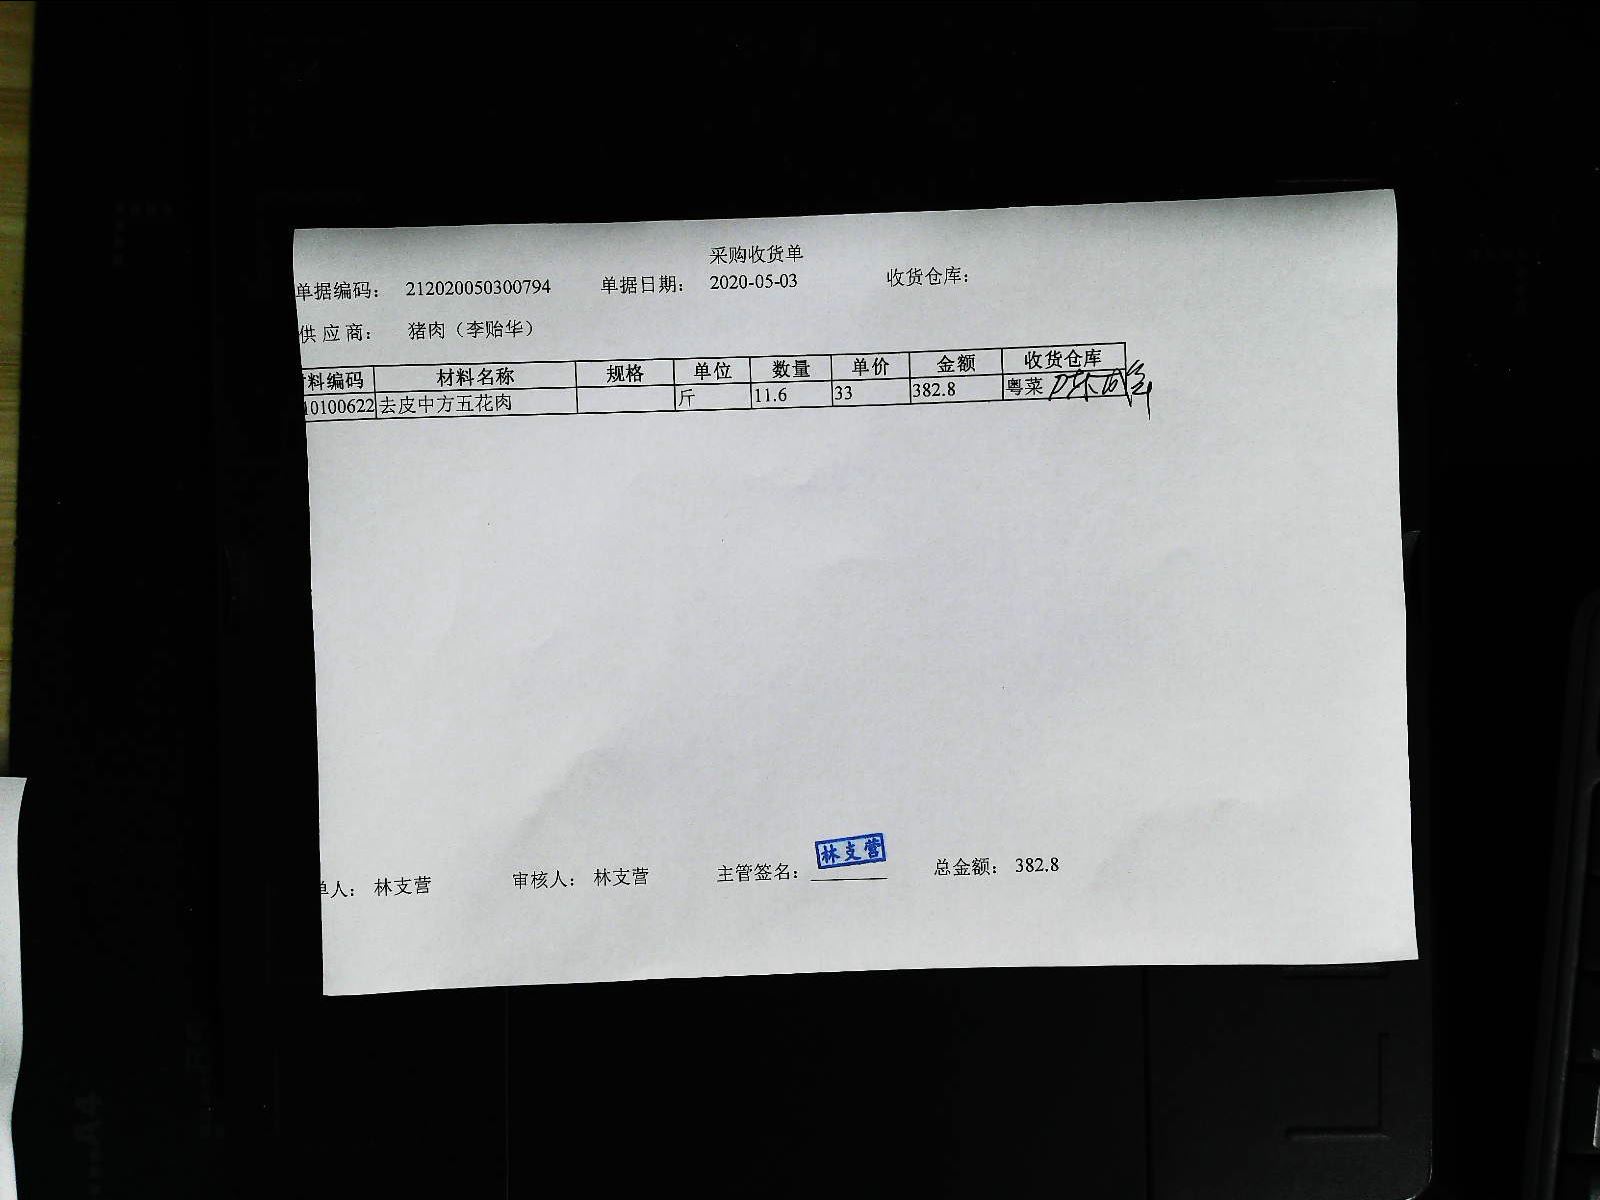 采购收货单
单据编码： 212020050300794 单据日期： 2020-05-03 收货仓库：
供 应 商： 猪肉（李贻华）
料编码 材料名称 规格 单位 数量 单价 金额 收货仓库
10100622 去皮中方五花肉 斤 11.6 33 382.8 粤菜
单人： 林支营 审核人： 林支营 主管签名： 林支营 总金额： 382.8
A4